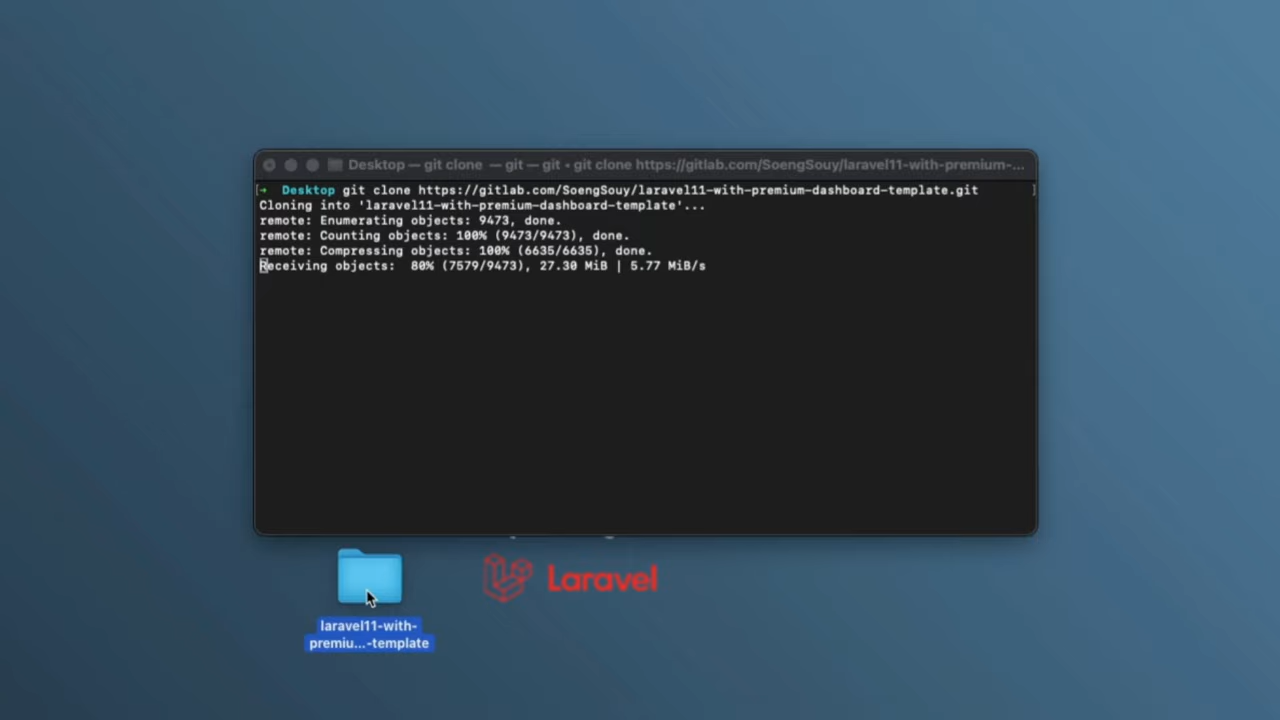 Desktop — git clone — git — git • git clone https://gitlab.com/SoengSouy/laravel11-with-premium-...
[→ Desktop git clone https://gitlab.com/SoengSouy/laravel11-with-premium-dashboard-template.git ]
Cloning into 'laravel11-with-premium-dashboard-template'...
remote: Enumerating objects: 9473, done.
remote: Counting objects: 100% (9473/9473), done.
remote: Compressing objects: 100% (6635/6635), done.
Receiving objects:  80% (7579/9473), 27.30 MiB | 5.77 MiB/s
Laravel
laravel11-with-
premiu...-template